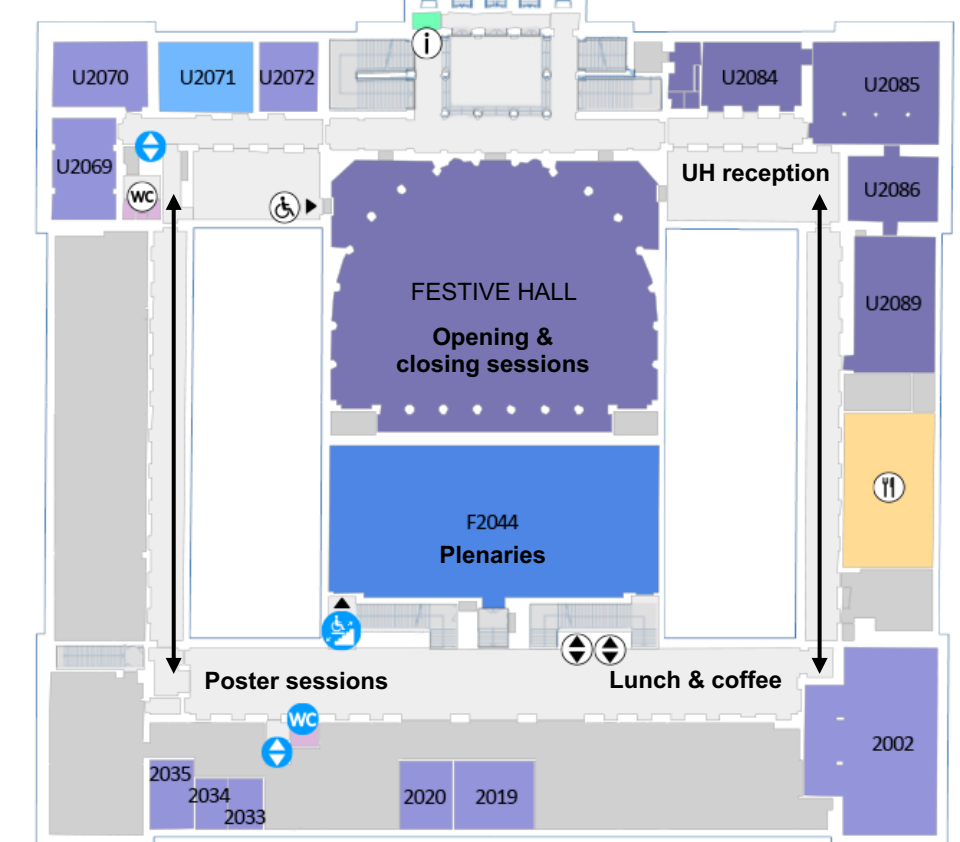 i
U2070
U2071
U2072
U2084
U2085
U2069
WC
UH reception
U2086
FESTIVE HALL
Opening &
closing sessions
U2089
F2044
Plenaries
Poster sessions
Lunch & coffee
WC
2002
2035
2034
2033
2020
2019